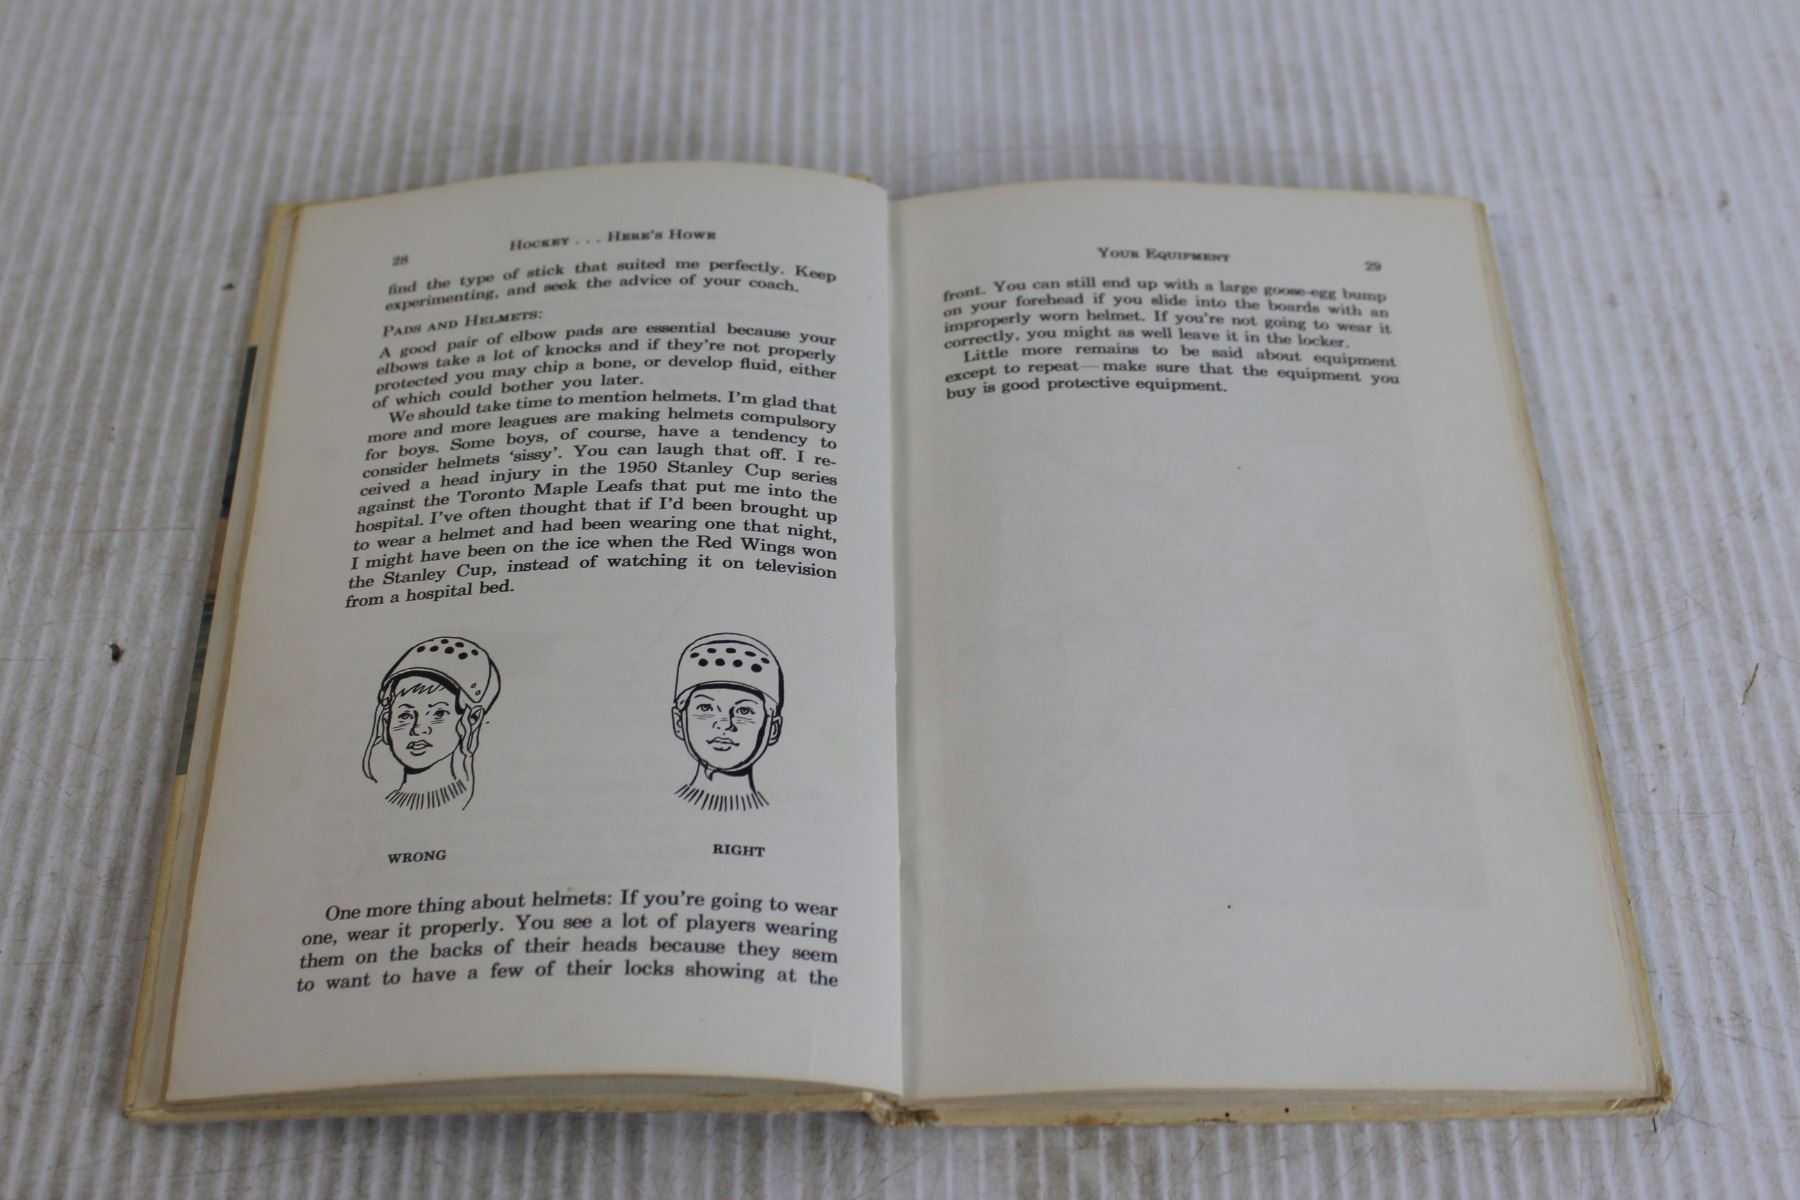 28
Hockey . . . Here's Howe
find the type of stick that suited me perfectly. Keep
experimenting, and seek the advice of your coach.
Pads and Helmets:
A good pair of elbow pads are essential because your
elbows take a lot of knocks and if they're not properly
protected you may chip a bone, or develop fluid, either
of which could bother you later.
We should take time to mention helmets. I'm glad that
more and more leagues are making helmets compulsory
for boys. Some boys, of course, have a tendency to
consider helmets 'sissy'. You can laugh that off. I re-
ceived a head injury in the 1950 Stanley Cup series
against the Toronto Maple Leafs that put me into the
hospital. I've often thought that if I'd been brought up
to wear a helmet and had been wearing one that night,
I might have been on the ice when the Red Wings won
the Stanley Cup, instead of watching it on television
from a hospital bed.
WRONG
RIGHT
One more thing about helmets: If you're going to wear
one, wear it properly. You see a lot of players wearing
them on the backs of their heads because they seem
to want to have a few of their locks showing at the
Your Equipment
29
front. You can still end up with a large goose-egg bump
on your forehead if you slide into the boards with an
improperly worn helmet. If you're not going to wear it
correctly, you might as well leave it in the locker.
Little more remains to be said about equipment
except to repeat—make sure that the equipment you
buy is good protective equipment.